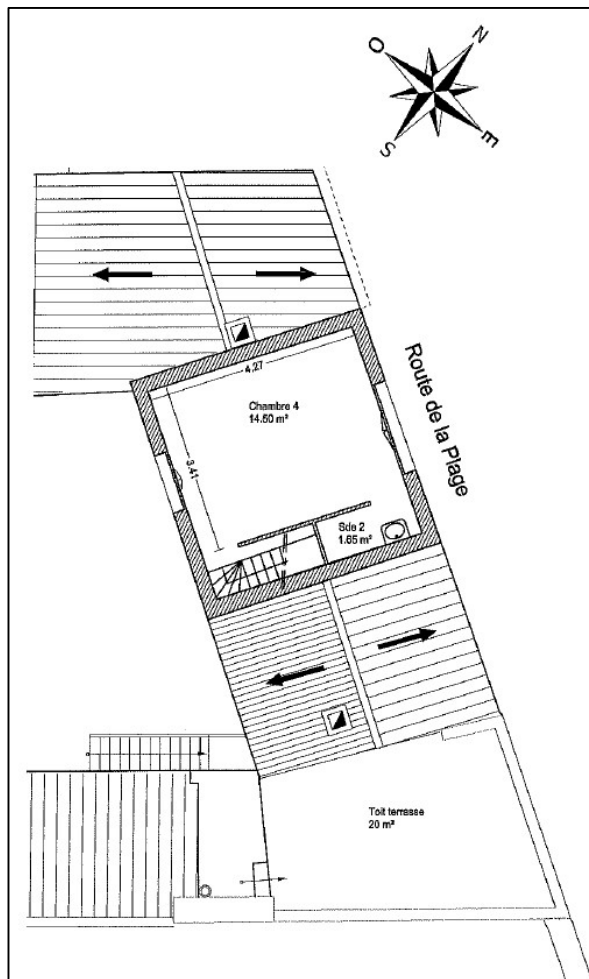 O
N
S
E
4,27
Chambre 4
14.60 m²
Route de la Plage
3,41
Sde 2
1.65 m²
Toit terrasse
20 m²